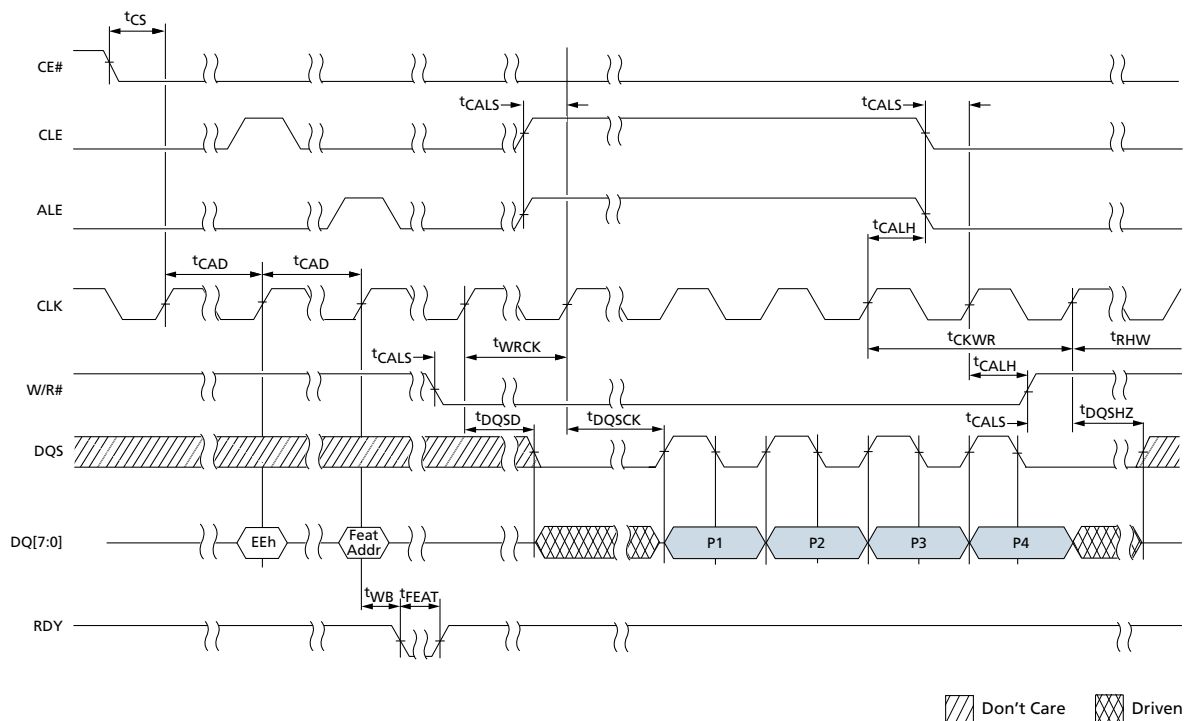 tCS
CE#
tCALS
tCALS
CLE
ALE
tCALH
tCAD
tCAD
CLK
tWRCK
tCKWR
tRHW
tCALS
tCALH
W/R#
tDQSD
tDQSCK
tCALS
tDQSHZ
DQS
DQ[7:0]
EEh
Feat
Addr
P1
P2
P3
P4
tWB
tFEAT
RDY
Don't Care
Driven